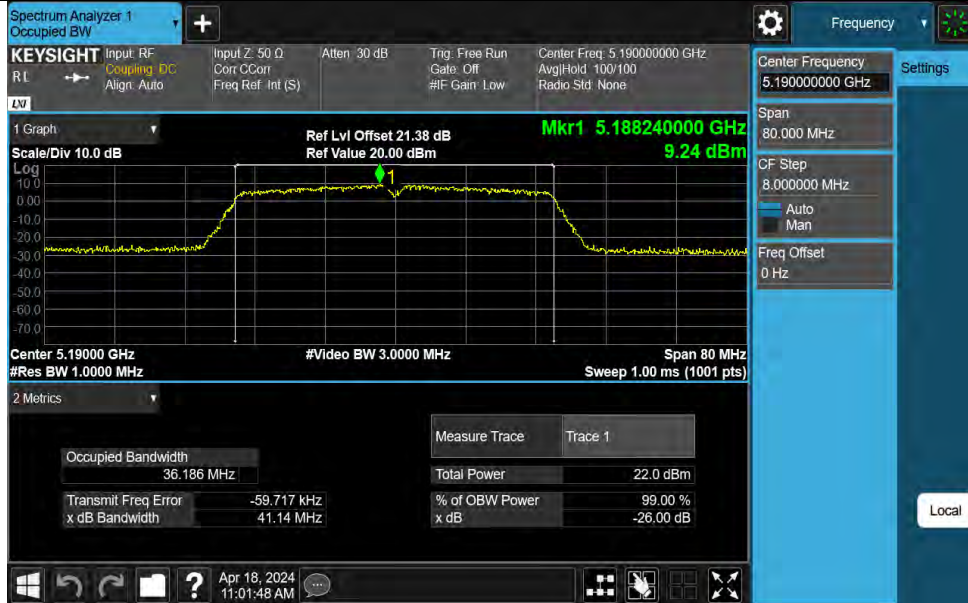 Spectrum Analyzer 1
Occupied BW
+
Frequency
KEYSIGHT
RL
LXI
Input: RF
Coupling: DC
Align: Auto
Input Z: 50 Ω
Corr CCorr
Freq Ref: Int (S)
Atten: 30 dB
Trig: Free Run
Gate: Off
#IF Gain: Low
Center Freq: 5.190000000 GHz
Avg|Hold: 100/100
Radio Std: None
Center Frequency
5.190000000 GHz
Settings
Span
80.000 MHz
CF Step
8.000000 MHz
Auto
Man
Freq Offset
0 Hz
Local
1 Graph
Scale/Div 10.0 dB
Ref Lvl Offset 21.38 dB
Ref Value 20.00 dBm
Mkr1 5.188240000 GHz
9.24 dBm
Log
10.0
0.00
-10.0
-20.0
-30.0
-40.0
-50.0
-60.0
-70.0
1
Center 5.19000 GHz
#Res BW 1.0000 MHz
#Video BW 3.0000 MHz
Span 80 MHz
Sweep 1.00 ms (1001 pts)
2 Metrics
Measure Trace Trace 1
Occupied Bandwidth
36.186 MHz
Total Power 22.0 dBm
Transmit Freq Error -59.717 kHz
% of OBW Power 99.00 %
x dB Bandwidth 41.14 MHz
x dB -26.00 dB
?
Apr 18, 2024
11:01:48 AM